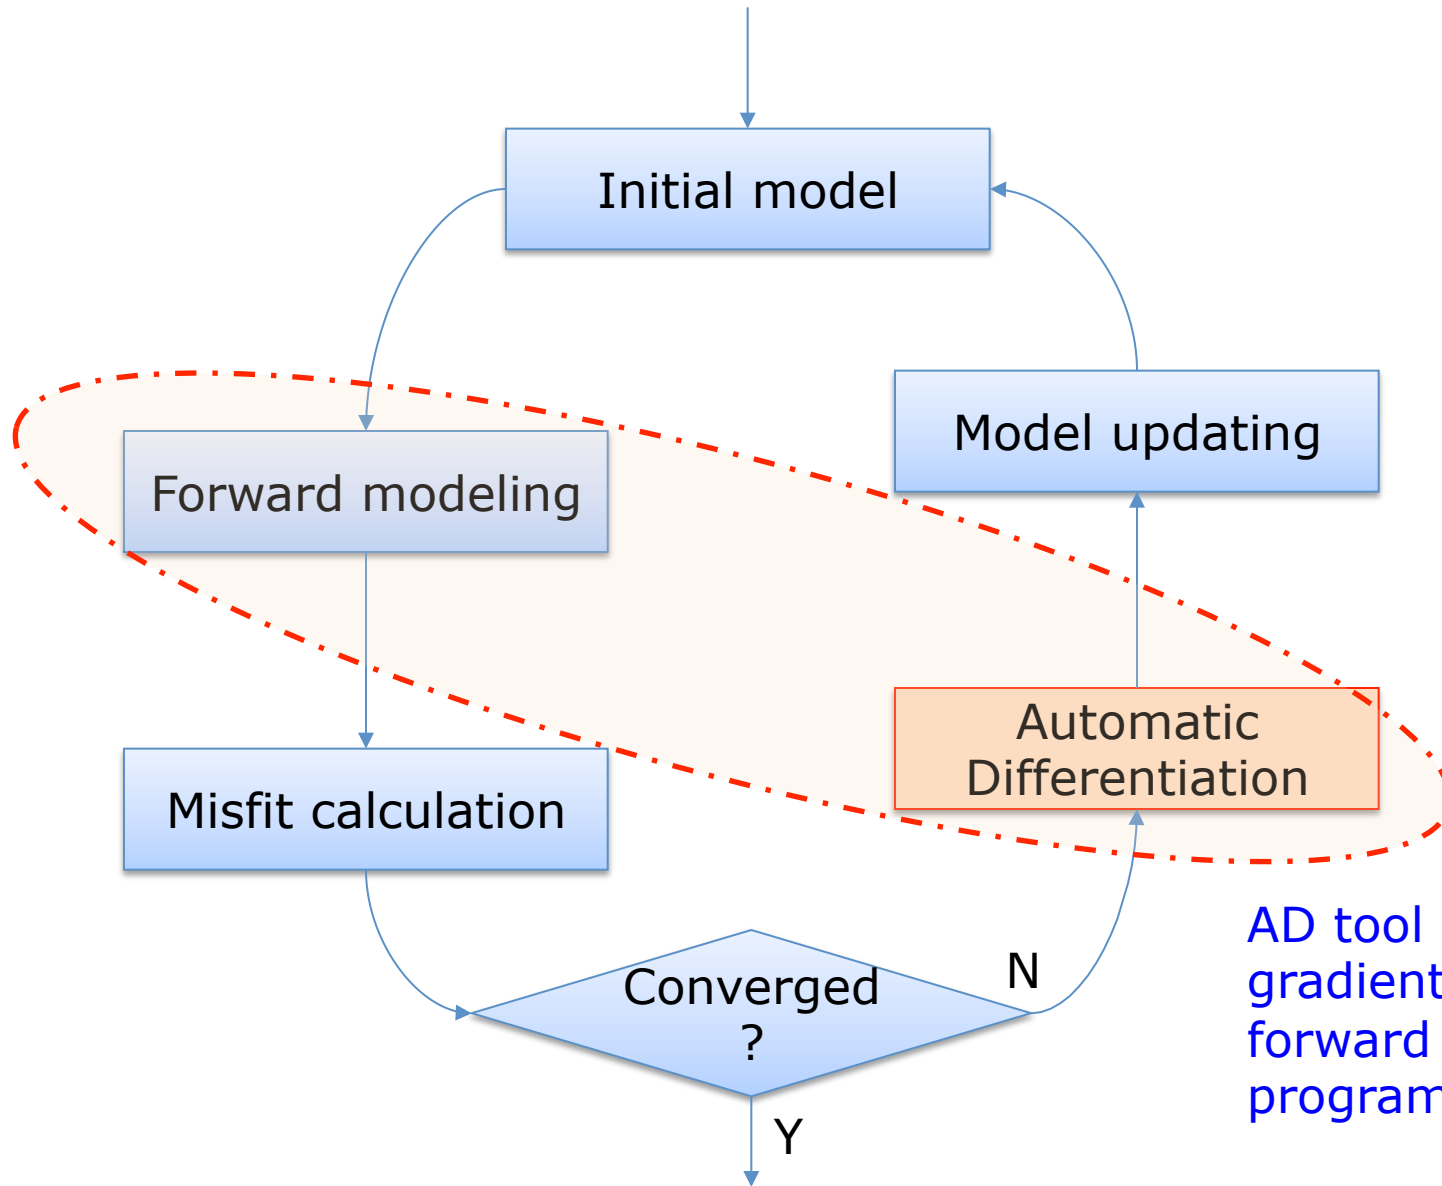 Initial model
Forward modeling
Model updating
Misfit calculation
Automatic
Differentiation
Converged
?
N
Y
AD tool
gradient
forward
program